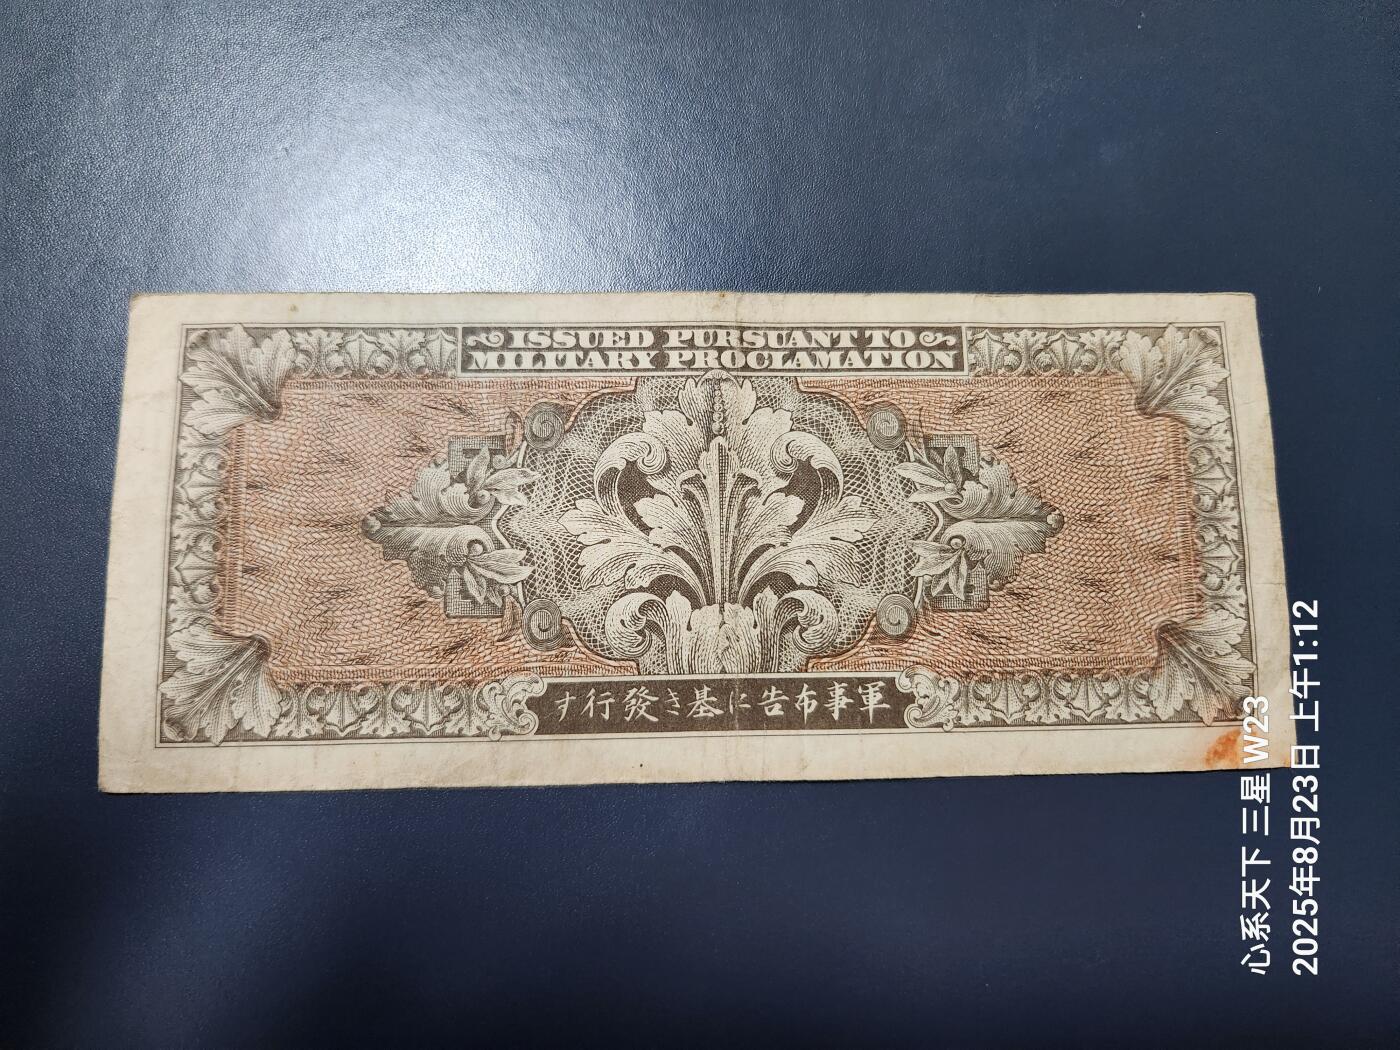 ISSUED PURSUANT TO
MILITARY PROCLAMATION
す行發き基に告布事軍
心系天下 三星 W23
2025年8月23日 上午1:12